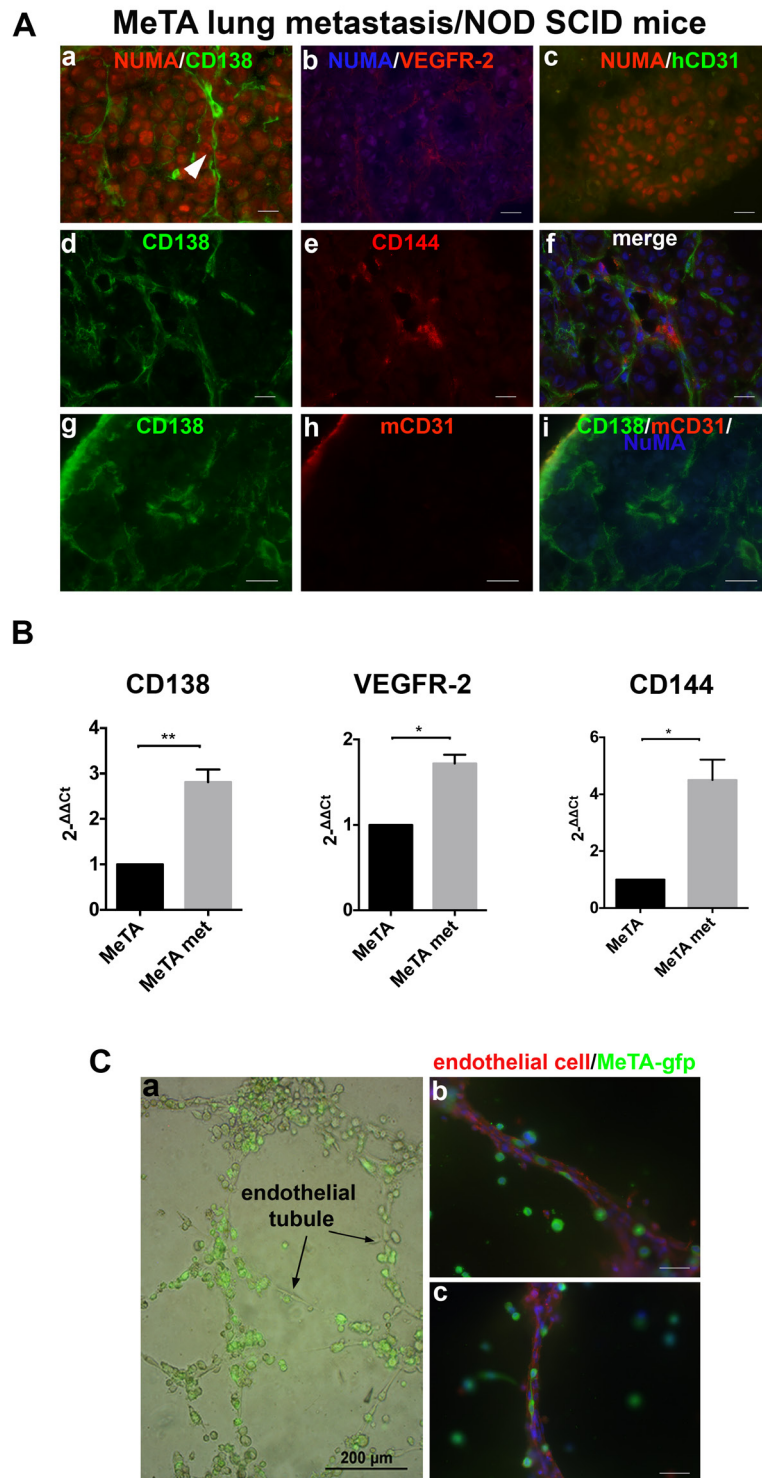 A
MeTA lung metastasis/NOD SCID mice
a
NUMA/CD138
b
NUMA/VEGFR-2
c
NUMA/hCD31
d
CD138
e
CD144
f
merge
g
CD138
h
mCD31
i
CD138/mCD31/
NuMA
B
CD138
2-ΔΔCt
4
3
2
1
0
**
MeTA
MeTA met
VEGFR-2
2-ΔΔCt
2
1
0
*
MeTA
MeTA met
CD144
2-ΔΔCt
6
4
2
0
*
MeTA
MeTA met
C
endothelial cell/MeTA-gfp
a
endothelial
tubule
200 µm
b
c